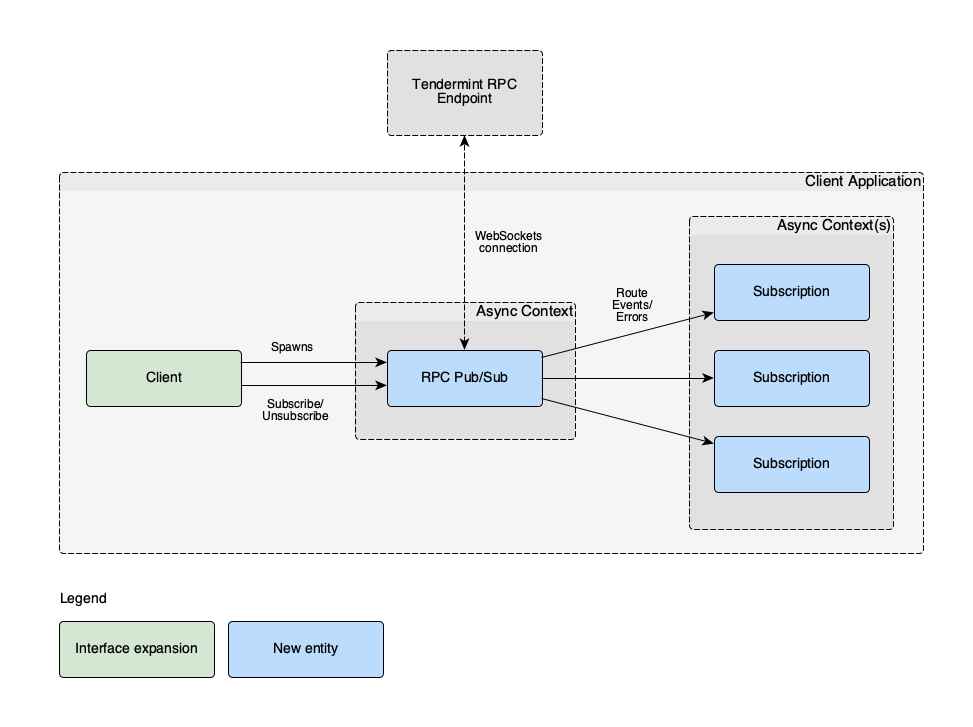 Tendermint RPC
Endpoint
Client Application
WebSockets
connection
Async Context(s)
Subscription
Route
Events/
Errors
Async Context
Spawns
Client
RPC Pub/Sub
Subscription
Subscribe/
Unsubscribe
Subscription
Legend
Interface expansion
New entity